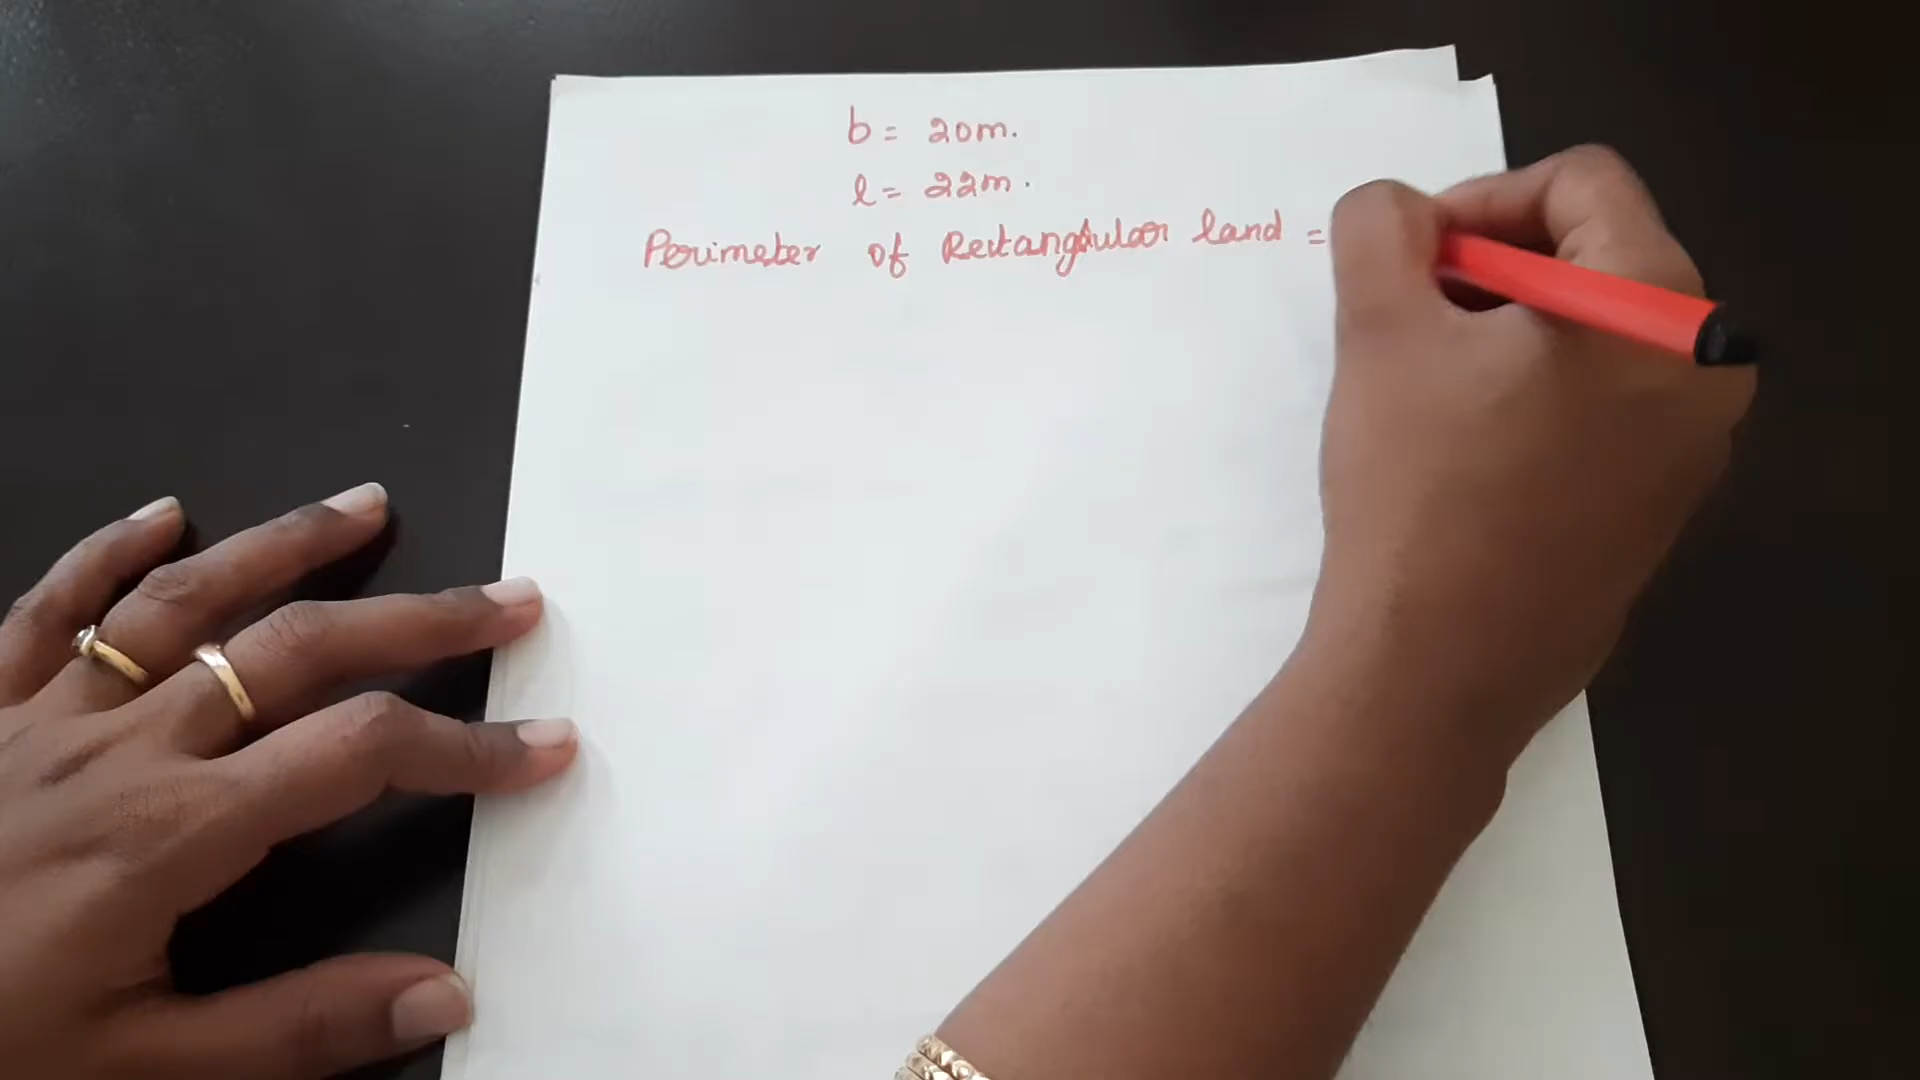 b = 20m.
l = 22m.
Perimeter of Rectangular land =